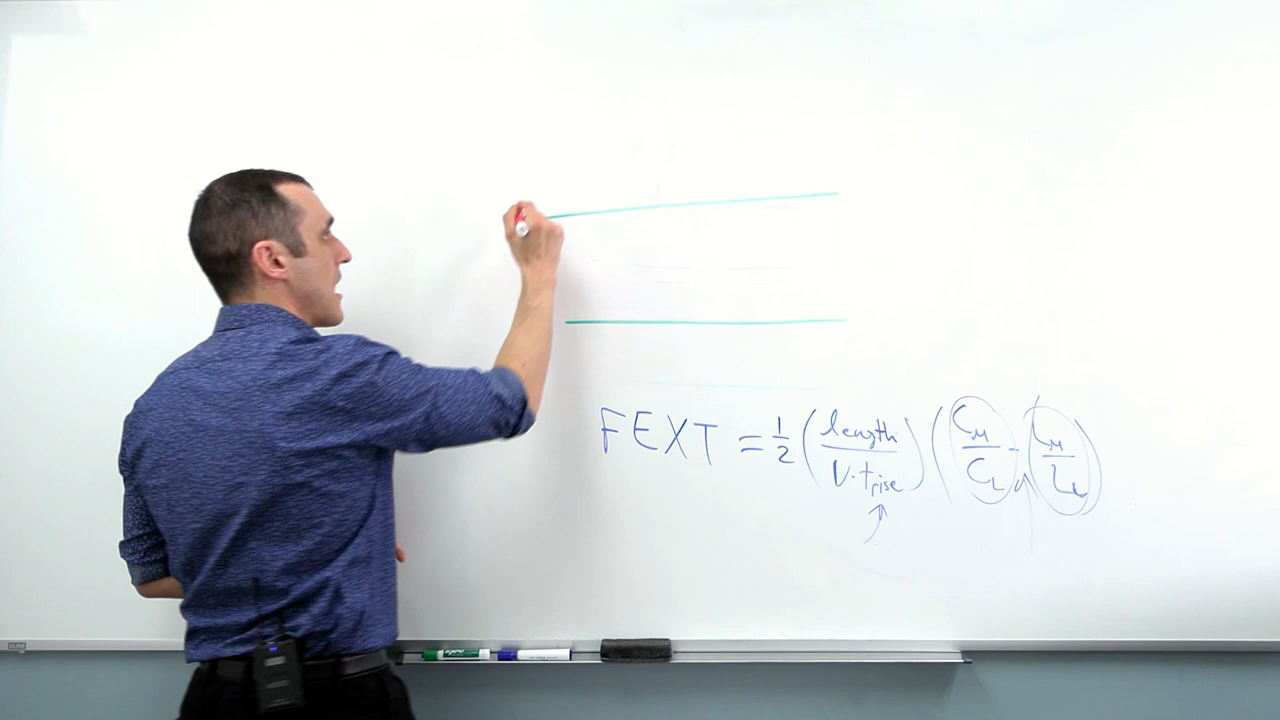 FEXT = 1/2 (length / v·t_rise) (C_M / C_L - L_M / L_L)